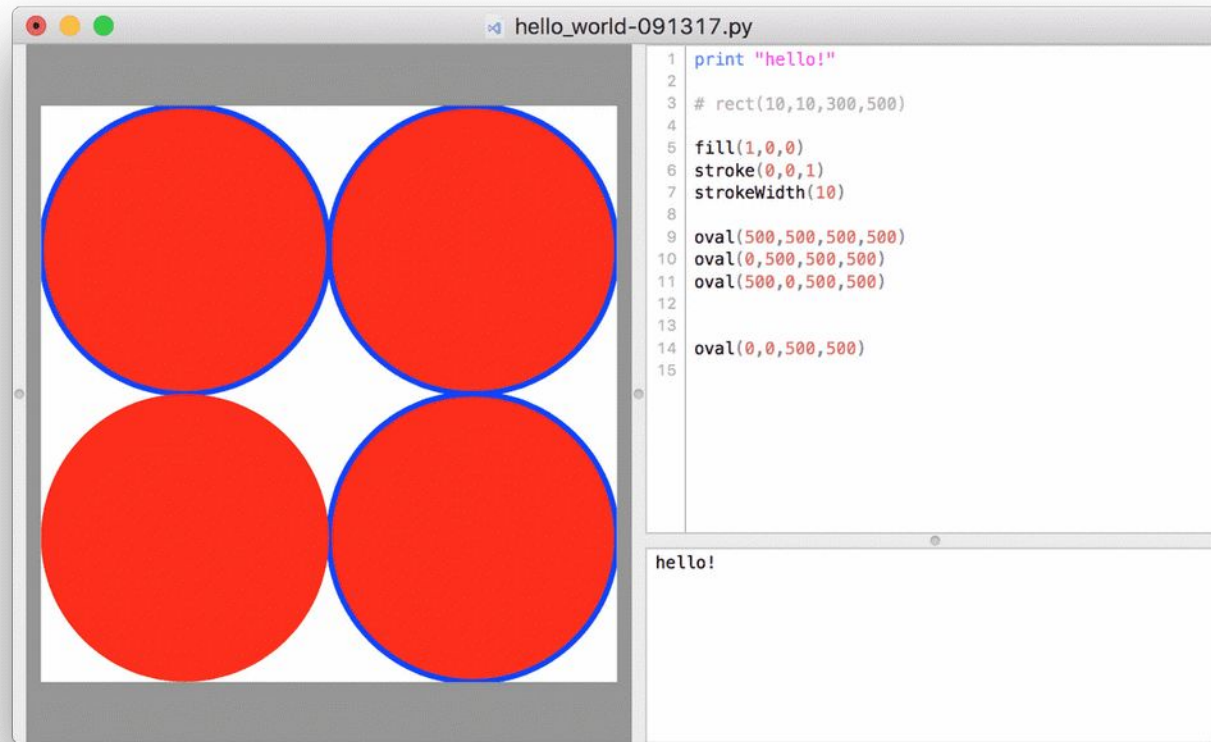 hello_world-091317.py
1 print "hello!"
2
3 # rect(10,10,300,500)
4
5 fill(1,0,0)
6 stroke(0,0,1)
7 strokeWidth(10)
8
9 oval(500,500,500,500)
10 oval(0,500,500,500)
11 oval(500,0,500,500)
12
13
14 oval(0,0,500,500)
15
hello!